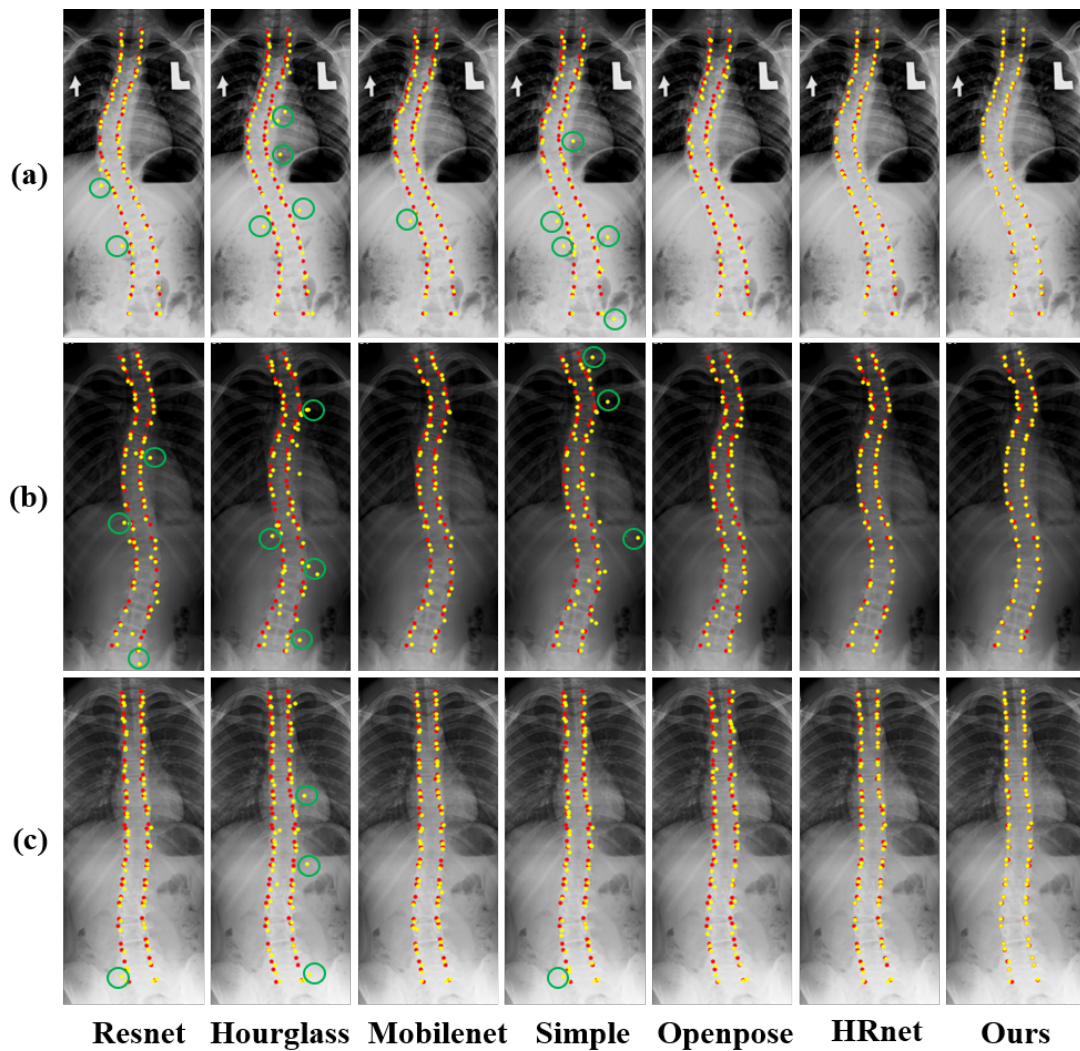 L L L L L L L
(a)
(b)
(c)
Resnet Hourglass Mobilenet Simple Openpose HRnet Ours